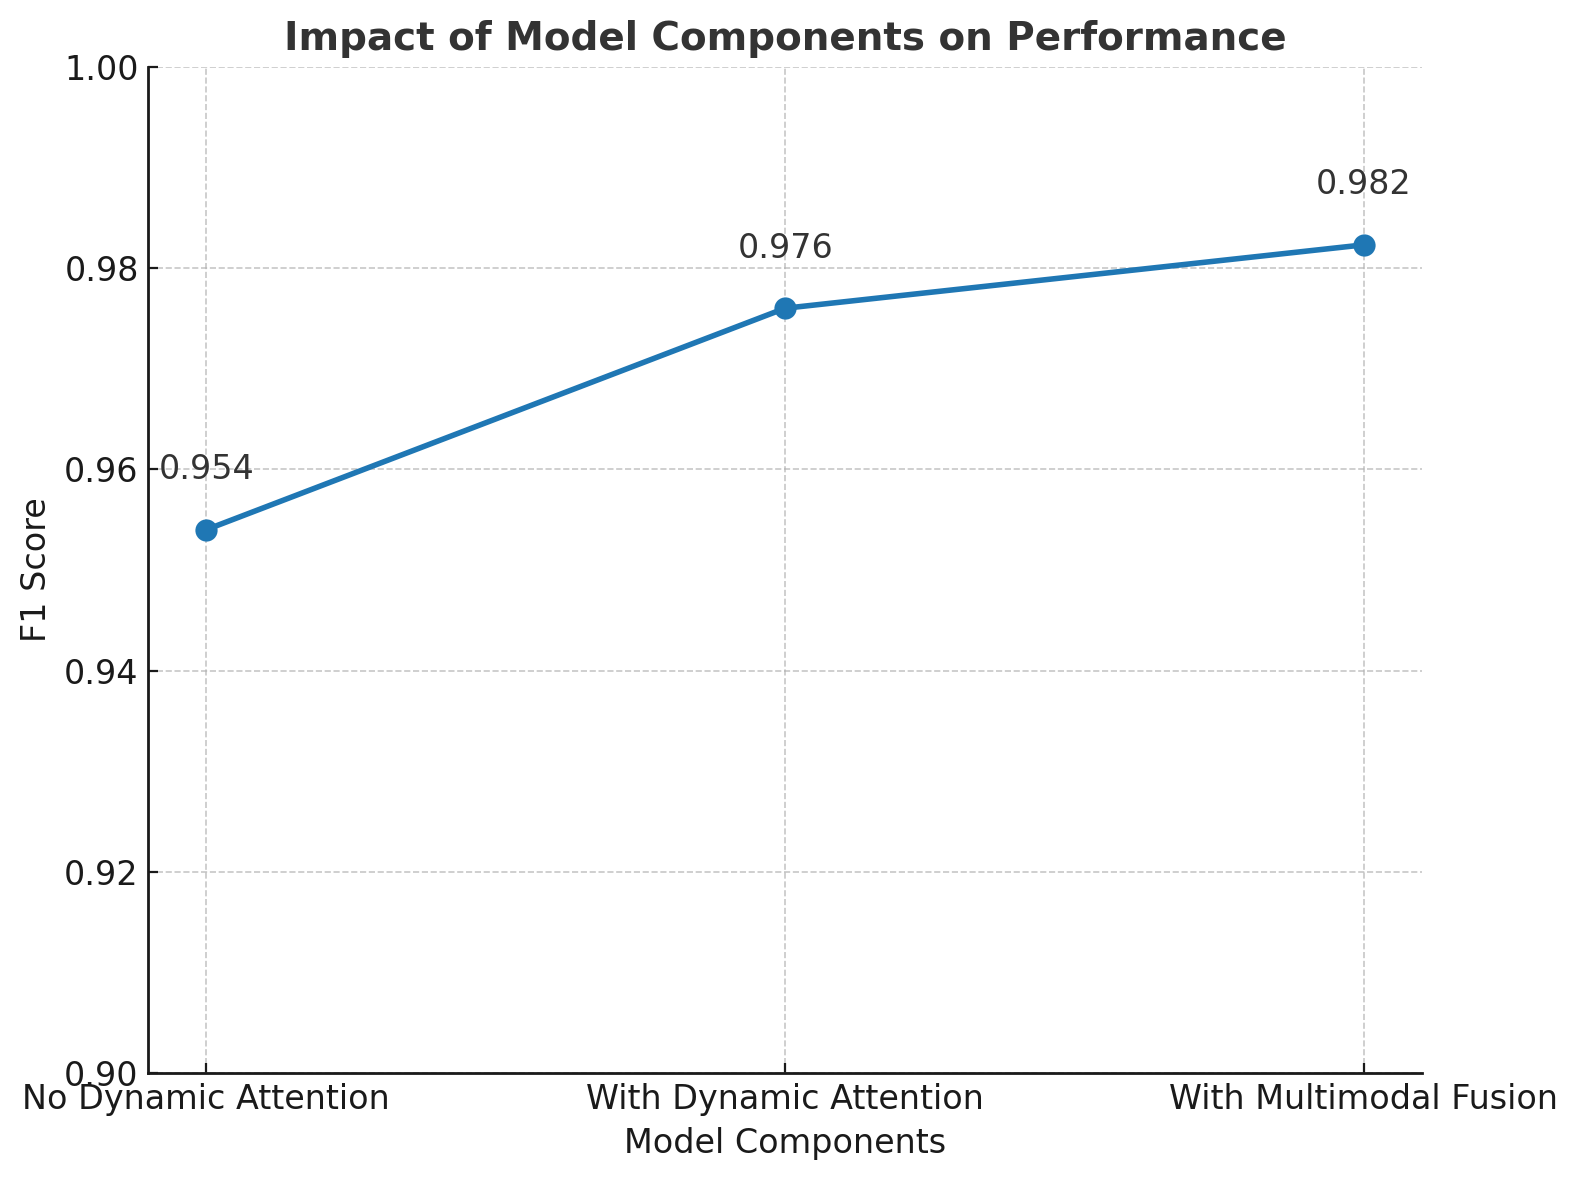 Impact of Model Components on Performance
1.00
0.982
0.976
0.98
0.96
0.954
F1 Score
0.94
0.92
0.90
No Dynamic Attention
With Dynamic Attention
With Multimodal Fusion
Model Components